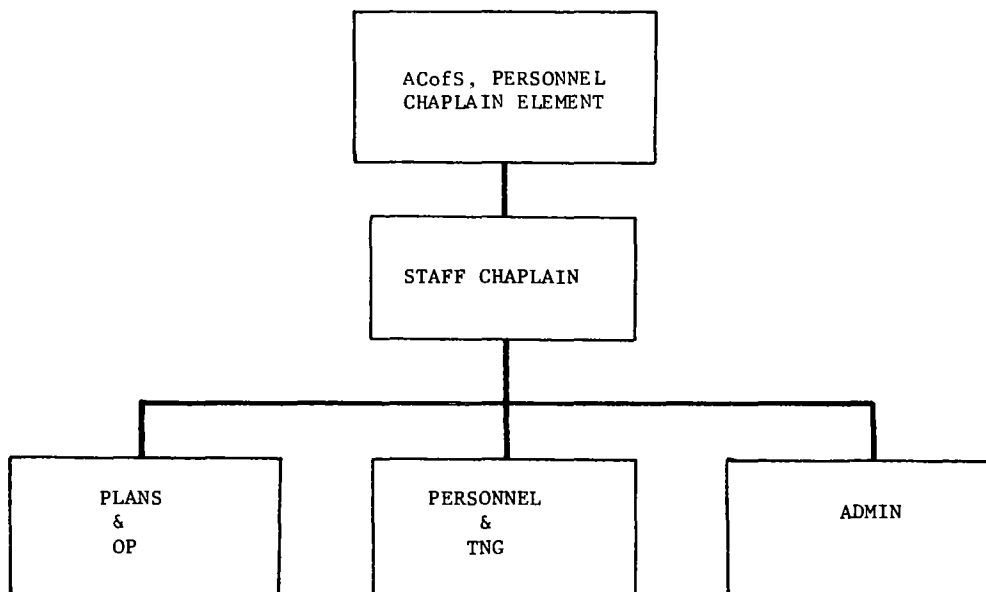 ACofS, PERSONNEL
CHAPLAIN ELEMENT
STAFF CHAPLAIN
PLANS
&
OP
PERSONNEL
&
TNG
ADMIN